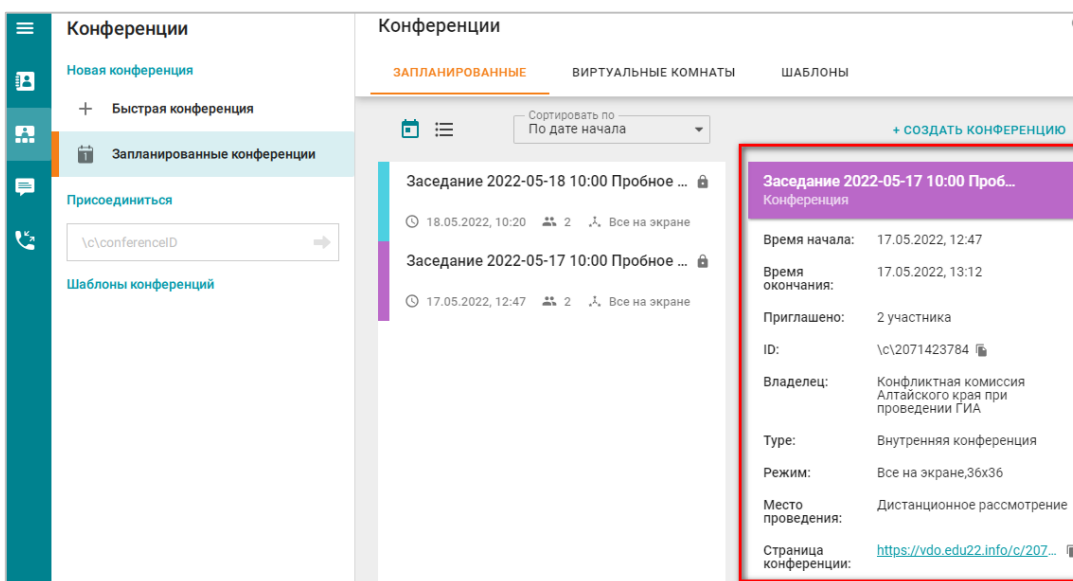 Конференции
Новая конференция
Быстрая конференция
1
Запланированные конференции
Присоединиться
\c\conferenceID
Шаблоны конференций
Конференции
ЗАПЛАНИРОВАННЫЕ ВИРТУАЛЬНЫЕ КОМНАТЫ ШАБЛОНЫ
Сортировать по
По дате начала
+ СОЗДАТЬ КОНФЕРЕНЦИЮ
Заседание 2022-05-18 10:00 Пробное ...
18.05.2022, 10:20 2 Все на экране
Заседание 2022-05-17 10:00 Пробное ...
17.05.2022, 12:47 2 Все на экране
Заседание 2022-05-17 10:00 Проб...
Конференция
Время начала: 17.05.2022, 12:47
Время окончания: 17.05.2022, 13:12
Приглашено: 2 участника
ID: \c\2071423784
Владелец: Конфликтная комиссия
Алтайского края при
проведении ГИА
Type: Внутренняя конференция
Режим: Все на экране,36x36
Место проведения: Дистанционное рассмотрение
Страница конференции: https://vdo.edu22.info/c/207...